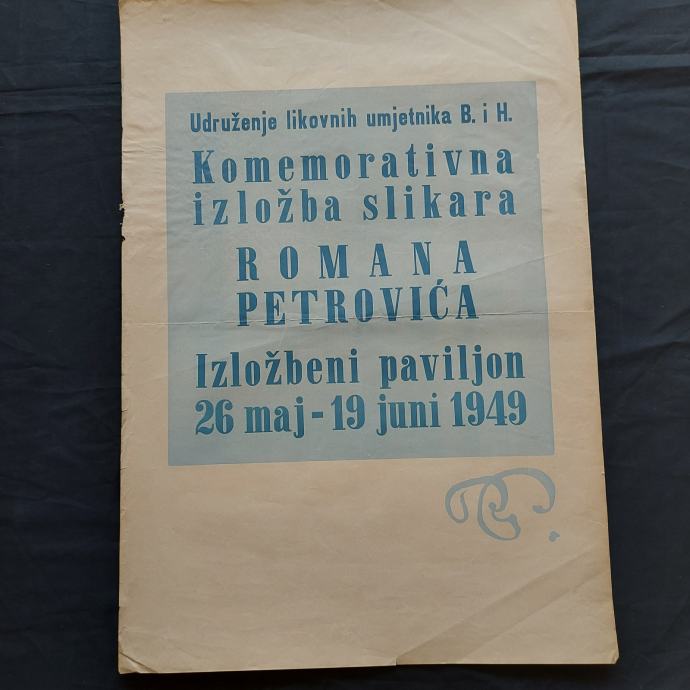 Udruženje likovnih umjetnika B. i H.
Komemorativna
izložba slikara
ROMANA
PETROVIĆA
Izložbeni paviljon
26 maj - 19 juni 1949